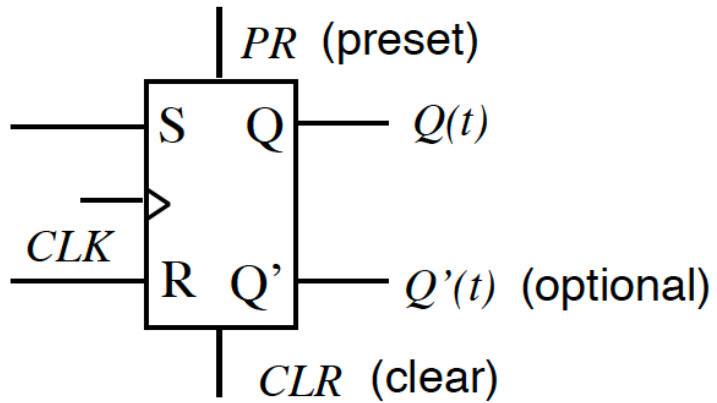 PR (preset)
S Q Q(t)
CLK
R Q’ Q’(t) (optional)
CLR (clear)